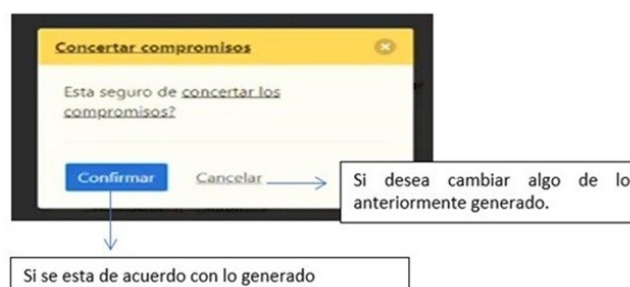 Concertar compromisos
Esta seguro de concertar los
compromisos?
Confirmar
Cancelar
Si desea cambiar algo de lo
anteriormente generado.
Si se esta de acuerdo con lo generado